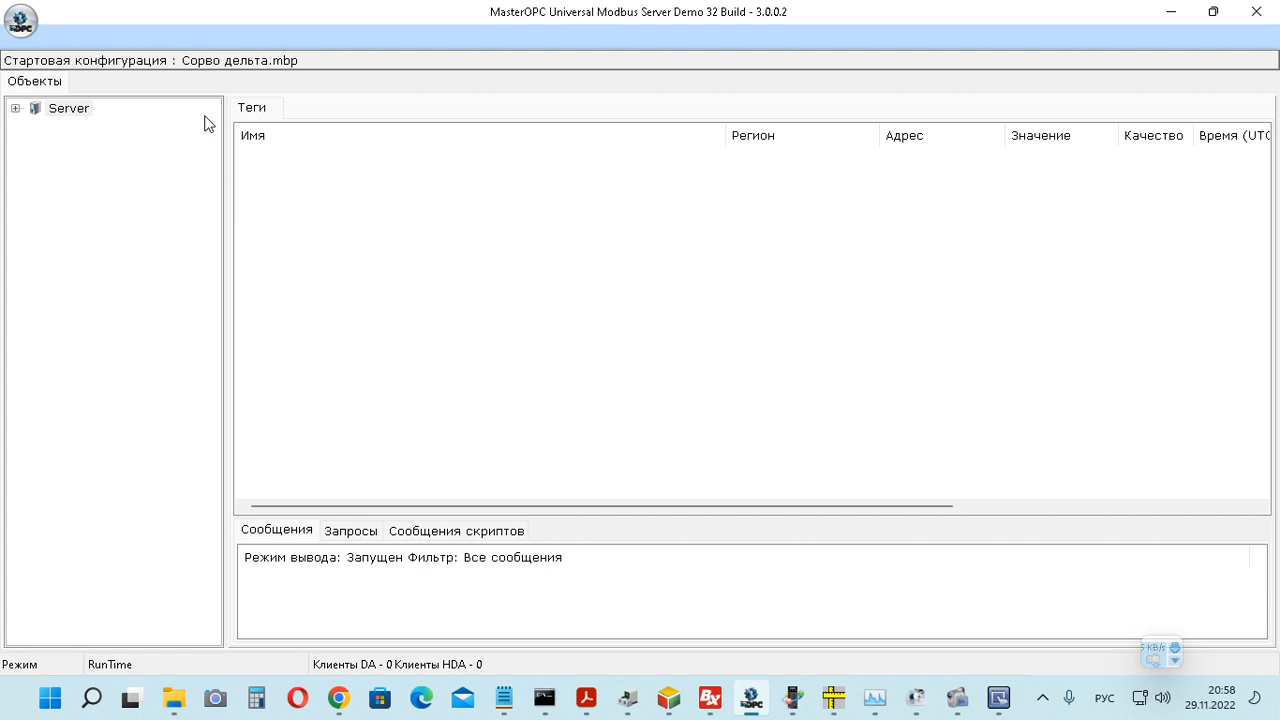 MasterOPC Universal Modbus Server Demo 32 Build - 3.0.0.2
Стартовая конфигурация : Сорво дельта.mbp
Объекты
Server
Теги
Имя Регион Адрес Значение Качество Время (UTC
Сообщения Запросы Сообщения скриптов
Режим вывода: Запущен Фильтр: Все сообщения
5 KB/s
Режим RunTime Клиенты DA - 0 Клиенты HDA - 0
РУС
20:58
29.11.2022